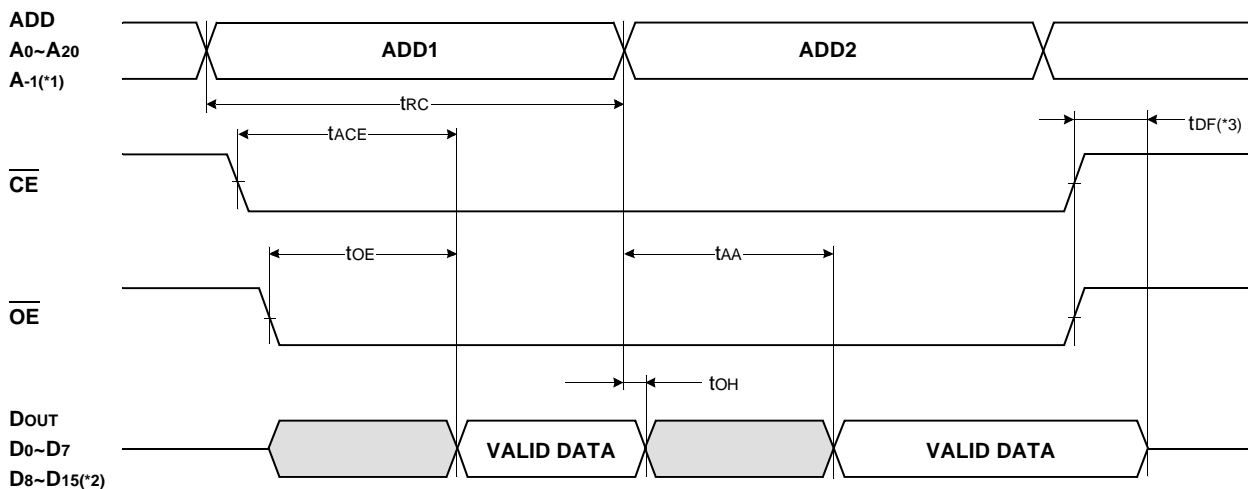 ADD
A0~A20
A-1(*1)
ADD1
ADD2
tRC
tACE
tDF(*3)
CE
tOE
tAA
OE
tOH
DOUT
D0~D7
D8~D15(*2)
VALID DATA
VALID DATA